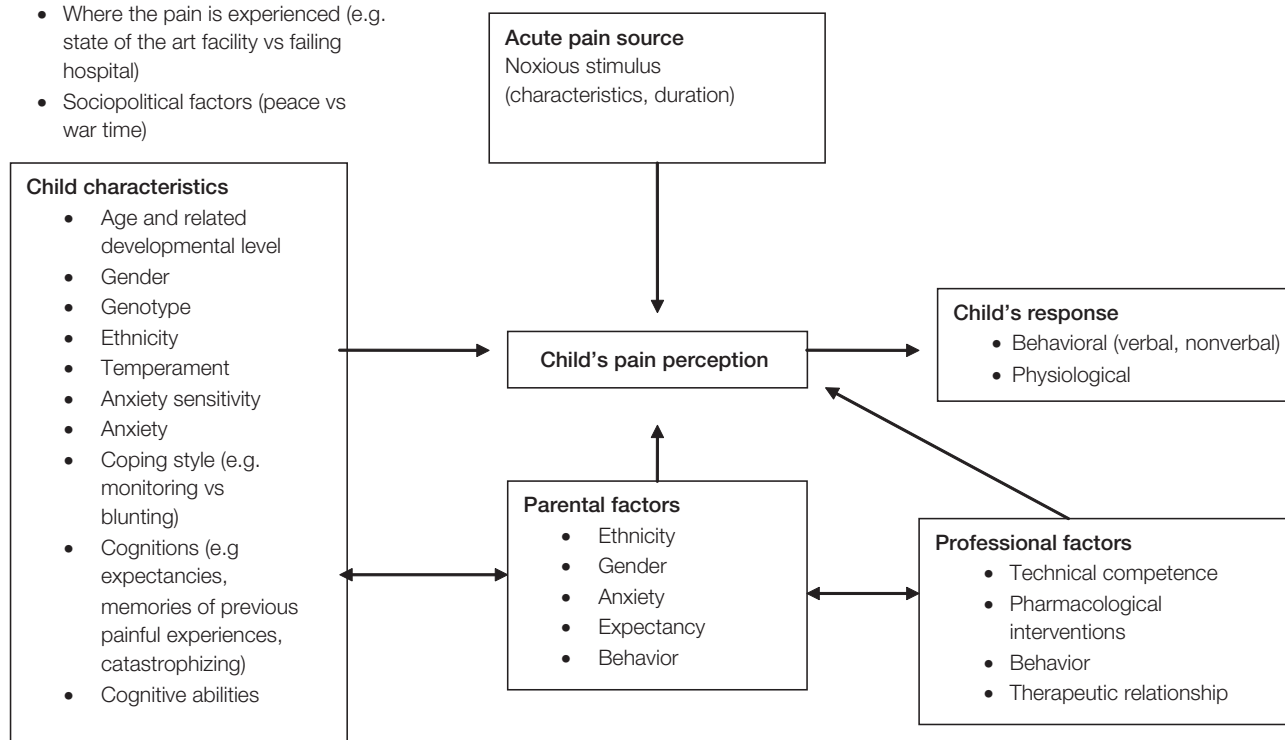 • Where the pain is experienced (e.g.
state of the art facility vs failing
hospital)
• Sociopolitical factors (peace vs
war time)
Acute pain source
Noxious stimulus
(characteristics, duration)
Child characteristics
• Age and related
developmental level
• Gender
• Genotype
• Ethnicity
• Temperament
• Anxiety sensitivity
• Anxiety
• Coping style (e.g.
monitoring vs
blunting)
• Cognitions (e.g
expectancies,
memories of previous
painful experiences,
catastrophizing)
• Cognitive abilities
Child's pain perception
Child's response
• Behavioral (verbal, nonverbal)
• Physiological
Parental factors
• Ethnicity
• Gender
• Anxiety
• Expectancy
• Behavior
Professional factors
• Technical competence
• Pharmacological
interventions
• Behavior
• Therapeutic relationship